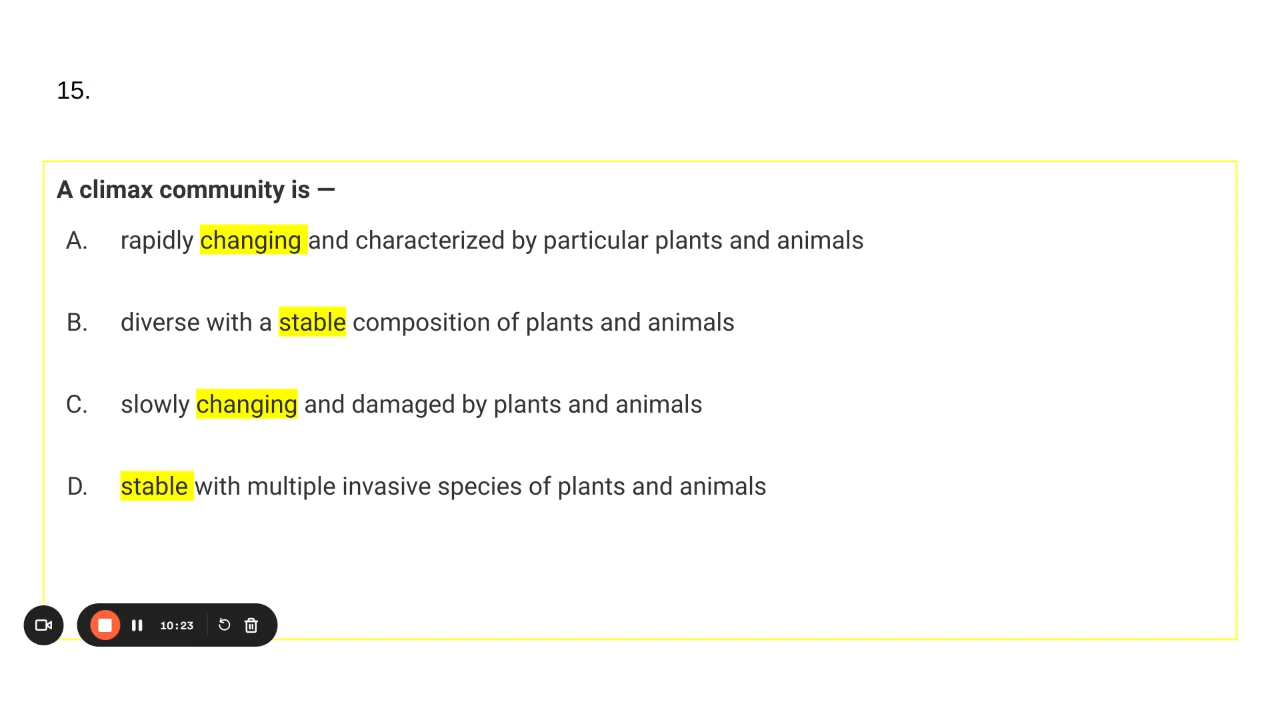 15.
A climax community is —
A. rapidly changing and characterized by particular plants and animals
B. diverse with a stable composition of plants and animals
C. slowly changing and damaged by plants and animals
D. stable with multiple invasive species of plants and animals
10:23